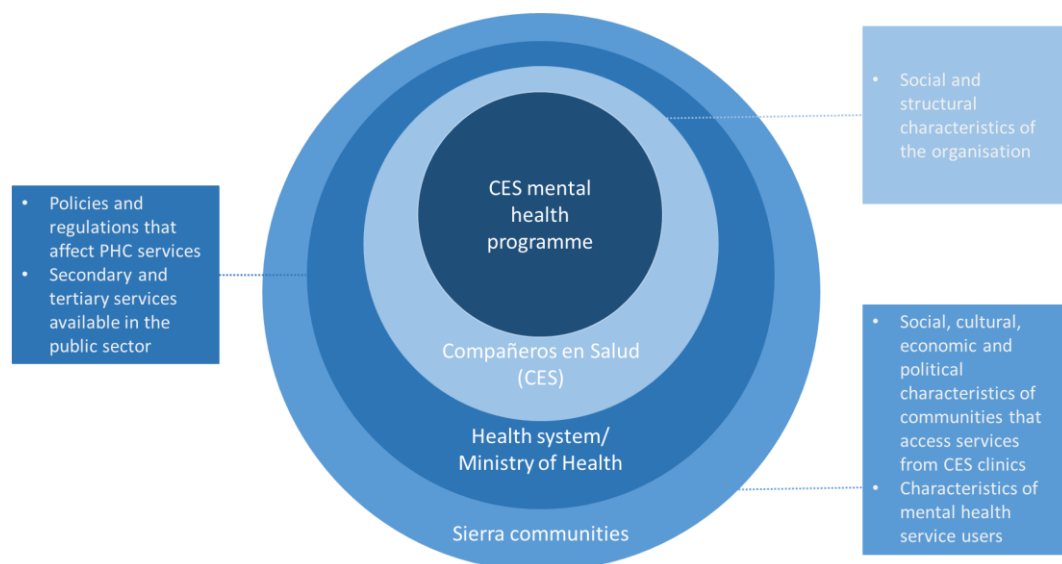 • Social and
structural
characteristics of
the organisation
CES mental
health
programme
• Policies and
regulations that
affect PHC services
• Secondary and
tertiary services
available in the
public sector
Compañeros en Salud
(CES)
Health system/
Ministry of Health
Sierra communities
• Social, cultural,
economic and
political
characteristics of
communities that
access services
from CES clinics
• Characteristics of
mental health
service users